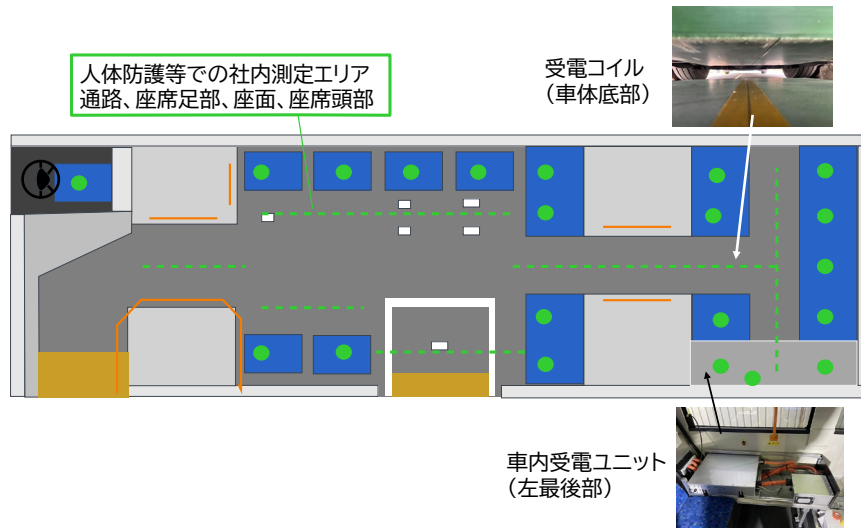 人体防護等での社内測定エリア
通路、座席足部、座面、座席頭部
受電コイル
（車体底部）
車内受電ユニット
（左最後部）